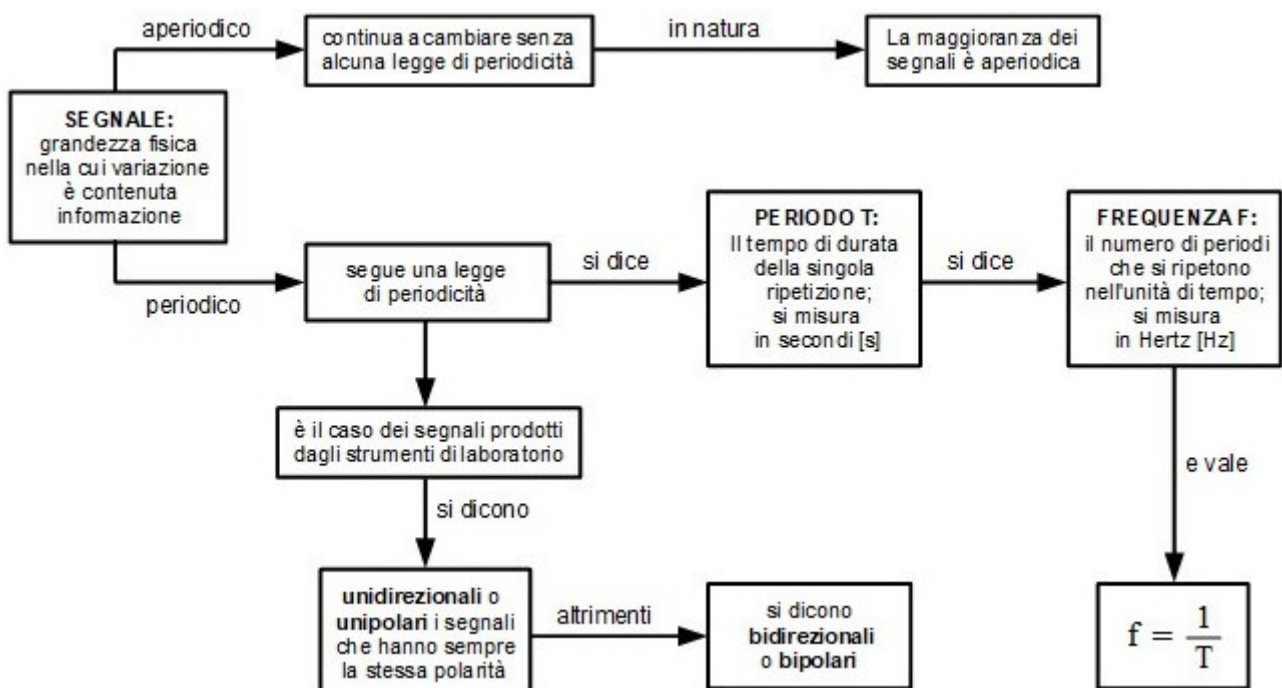 aperiodico
continua a cambiare senza
alcuna legge di periodicità
in natura
La maggioranza dei
segnali è aperiodica
SEGNALE:
grandezza fisica
nella cui variazione
è contenuta
informazione
periodico
segue una legge
di periodicità
si dice
PERIODO T:
Il tempo di durata
della singola
ripetizione;
si misura
in secondi [s]
si dice
FREQUENZA F:
il numero di periodi
che si ripetono
nell'unità di tempo;
si misura
in Hertz [Hz]
è il caso dei segnali prodotti
dagli strumenti di laboratorio
e vale
si dicono
unidirezionali o
unipolari i segnali
che hanno sempre
la stessa polarità
altrimenti
si dicono
bidirezionali
o bipolari
f = 1/T